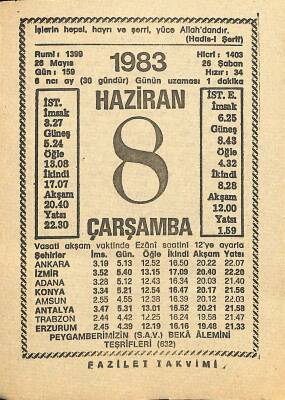 İşlerin hepsi, hayrı ve şerri, yüce Allah'dandır.
(Hadis-i Şerif)
Rumi : 1399
26 Mayıs
Gün : 159
1983
Hicri : 1403
26 Şaban
Hızır : 34
6 ncı ay (30 gündür) Günün uzaması 1 dakika
HAZİRAN
8
ÇARŞAMBA
İST.
İmsak
3.27
Güneş
5.24
Öğle
13.08
İkindi
17.07
Akşam
20.40
Yatsı
22.30
İST. E.
İmsak
6.25
Güneş
8.43
Öğle
4.32
İkindi
8.28
Akşam
12.00
Yatsı
1.59
Vasati akşam vaktinde Ezâni saatini 12'ye ayarla
Şehirler İms. Gün. Öğle İkindi Akşam Yatsı
ANKARA 3.19 5.13 12.52 16.50 20.22 22.07
İZMİR 3.52 5.40 13.15 17.09 20.40 22.20
ADANA 3.28 5.12 12.43 16.34 20.03 21.40
KONYA 3.34 5.21 12.54 16.47 20.17 21.56
AMSUN 2.55 4.55 12.38 16.39 20.12 22.03
ANTALYA 3.47 5.31 13.01 16.52 20.21 21.58
TRABZON 2.44 4.42 12.25 16.24 19.58 21.47
ERZURUM 2.45 4.39 12.19 16.16 19.48 21.33
PEYGAMBERİMİZİN (S.A.V.) BEKÂ ÂLEMİNİ
TEŞRİFLERİ (632)
FAZİLET TAKVİMİ